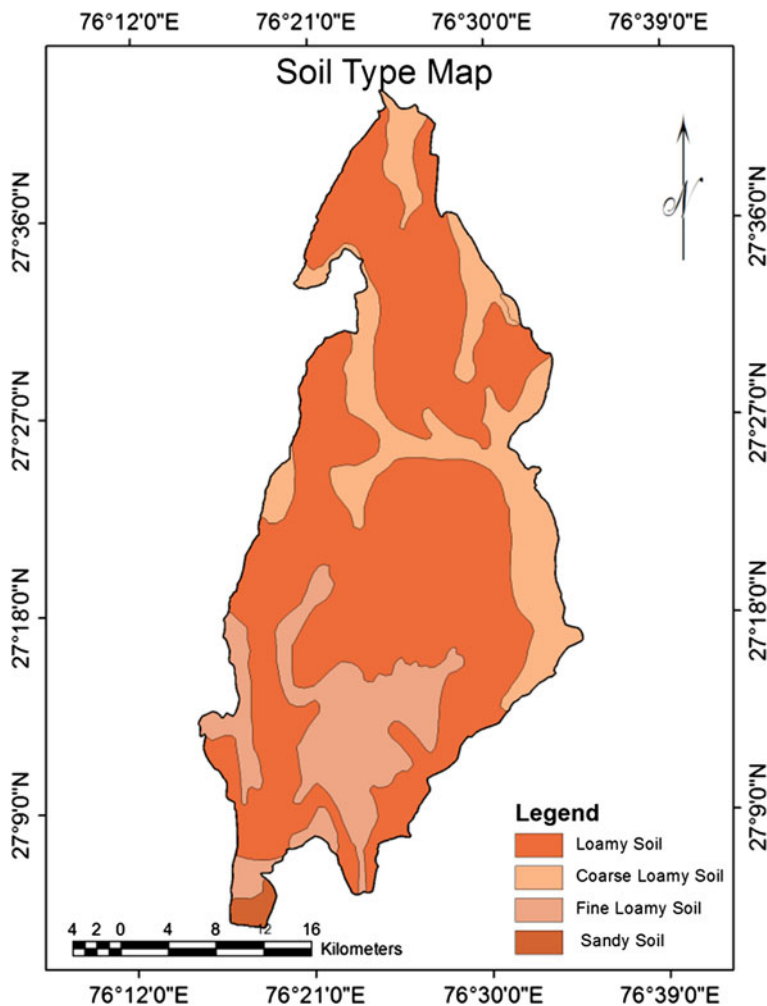 76°12'0"E 76°21'0"E 76°30'0"E 76°39'0"E
Soil Type Map
N
27°36'0"N 27°36'0"N
27°27'0"N 27°27'0"N
27°18'0"N 27°18'0"N
27°9'0"N 27°9'0"N
Legend
Loamy Soil
Coarse Loamy Soil
Fine Loamy Soil
Sandy Soil
4 2 0 4 8 12 16
Kilometers
76°12'0"E 76°21'0"E 76°30'0"E 76°39'0"E